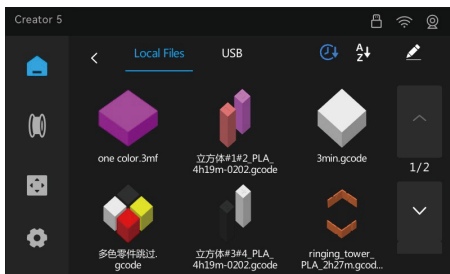 Creator 5
Local Files
USB
A
Z
one color.3mf
立方体#1#2_PLA_
4h19m-0202.gcode
3min.gcode
1/2
多色零件跳过.
gcode
立方体#3#4_PLA_
4h19m-0202.gcode
ringing_tower_
PLA_2h27m.gcod...